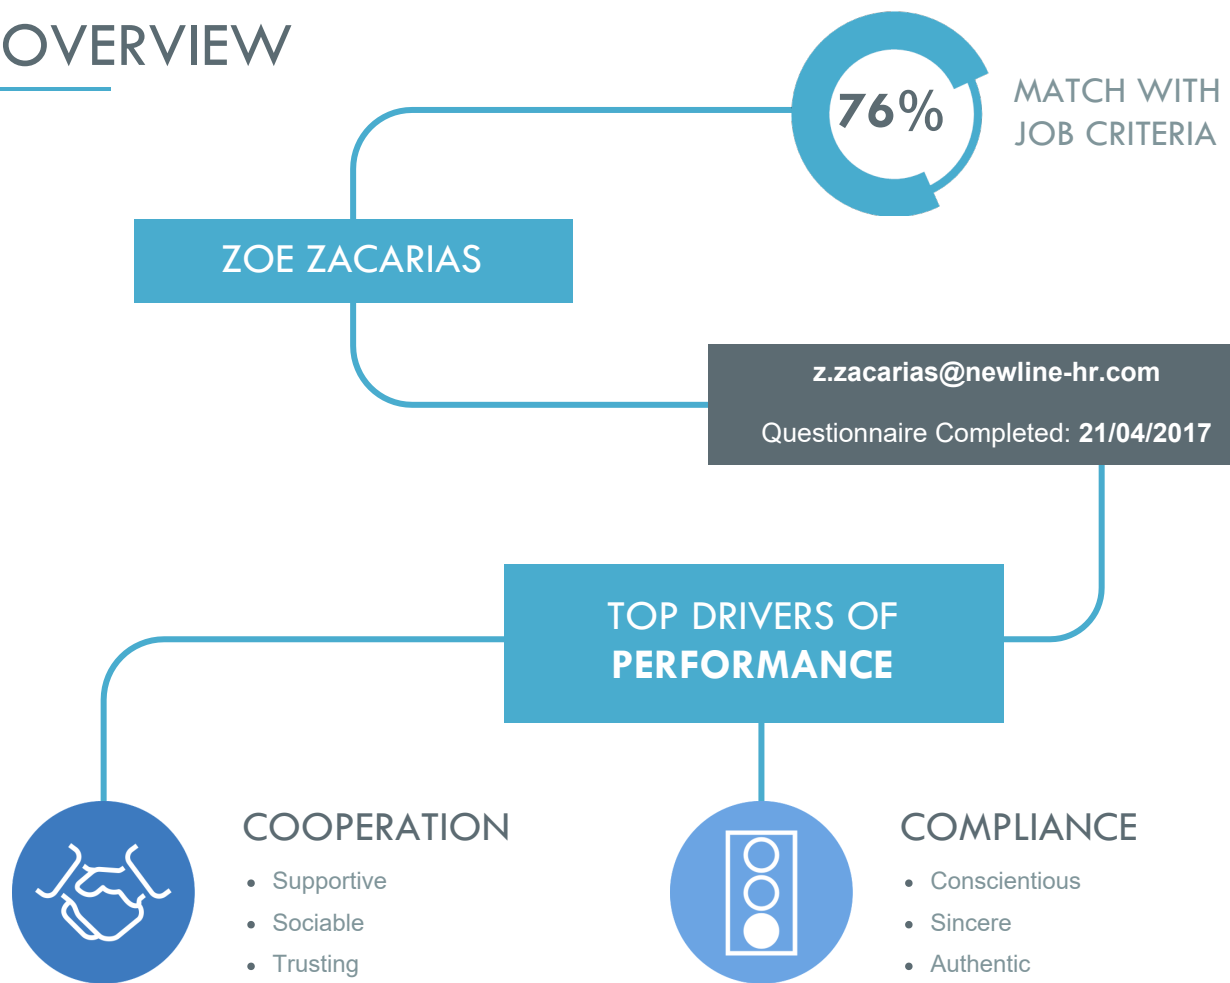 OVERVIEW
76%
MATCH WITH
JOB CRITERIA
ZOE ZACARIAS
z.zacarias@newline-hr.com
Questionnaire Completed: 21/04/2017
TOP DRIVERS OF
PERFORMANCE
COOPERATION
• Supportive
• Sociable
• Trusting
COMPLIANCE
• Conscientious
• Sincere
• Authentic